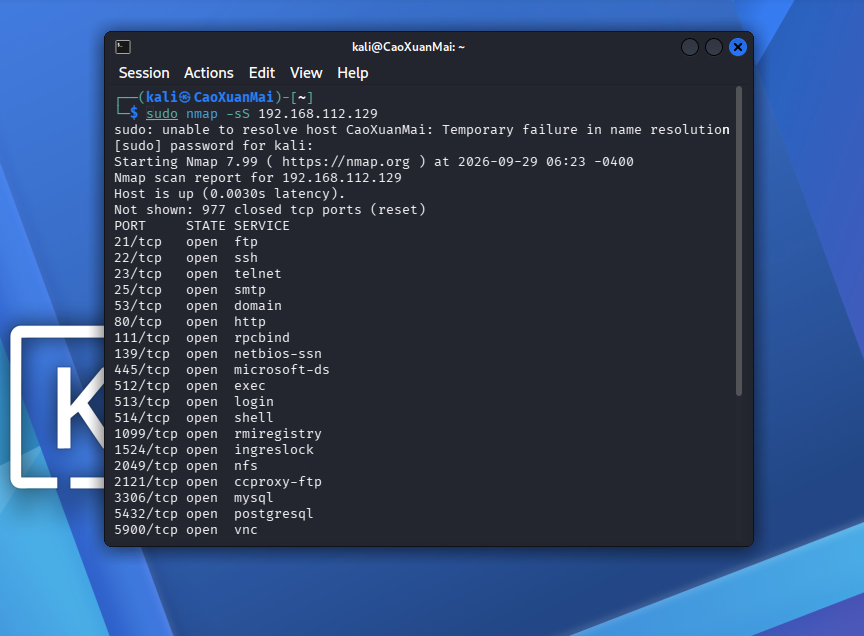 kali@CaoXuanMai: ~
Session Actions Edit View Help
┌──(kali㉿CaoXuanMai)-[~]
└─$ sudo nmap -sS 192.168.112.129
sudo: unable to resolve host CaoXuanMai: Temporary failure in name resolution
[sudo] password for kali:
Starting Nmap 7.99 ( https://nmap.org ) at 2026-09-29 06:23 -0400
Nmap scan report for 192.168.112.129
Host is up (0.0030s latency).
Not shown: 977 closed tcp ports (reset)
PORT     STATE SERVICE
21/tcp   open  ftp
22/tcp   open  ssh
23/tcp   open  telnet
25/tcp   open  smtp
53/tcp   open  domain
80/tcp   open  http
111/tcp  open  rpcbind
139/tcp  open  netbios-ssn
445/tcp  open  microsoft-ds
512/tcp  open  exec
513/tcp  open  login
514/tcp  open  shell
1099/tcp open  rmiregistry
1524/tcp open  ingreslock
2049/tcp open  nfs
2121/tcp open  ccproxy-ftp
3306/tcp open  mysql
5432/tcp open  postgresql
5900/tcp open  vnc
K